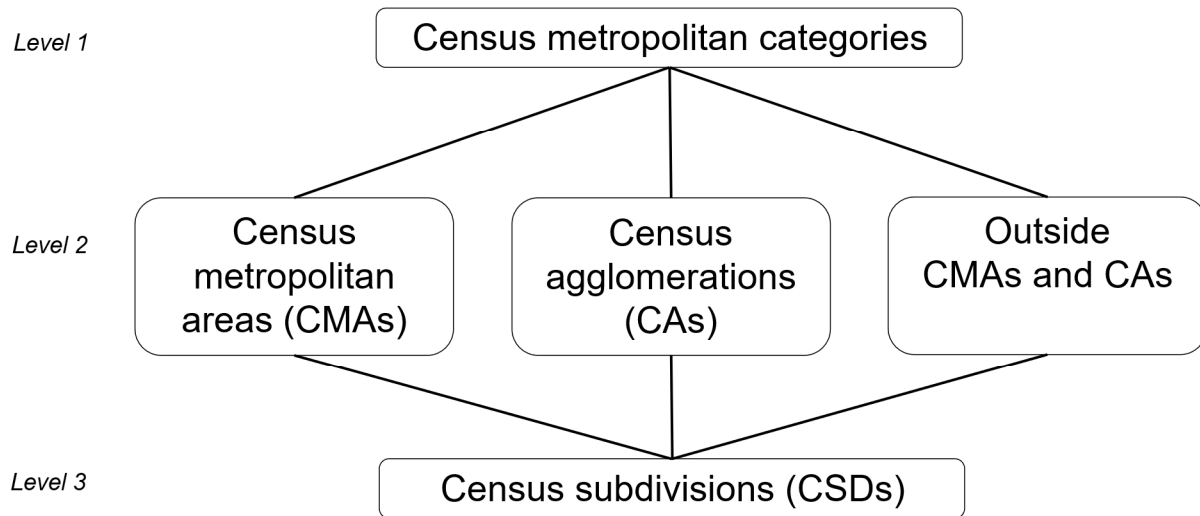 Level 1
Census metropolitan categories
Level 2
Census
metropolitan
areas (CMAs)
Census
agglomerations
(CAs)
Outside
CMAs and CAs
Level 3
Census subdivisions (CSDs)